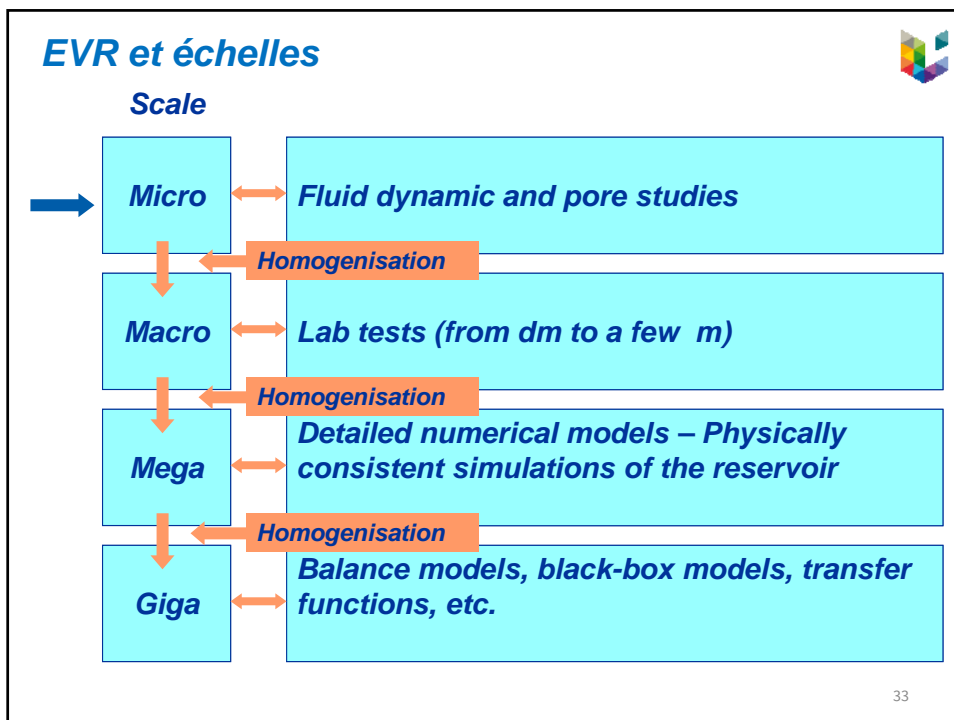 EVR et échelles
Scale
Micro
Fluid dynamic and pore studies
Homogenisation
Macro
Lab tests (from dm to a few m)
Homogenisation
Mega
Detailed numerical models – Physically
consistent simulations of the reservoir
Homogenisation
Giga
Balance models, black-box models, transfer
functions, etc.
33